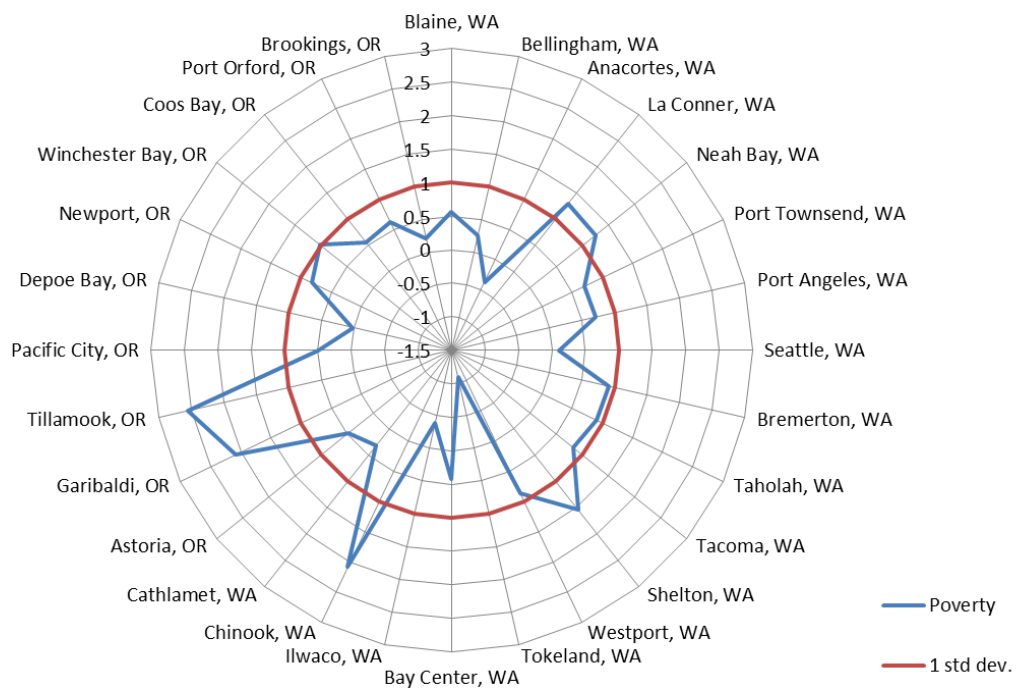 Blaine, WA
Bellingham, WA
Anacortes, WA
La Conner, WA
Neah Bay, WA
Port Townsend, WA
Port Angeles, WA
Seattle, WA
Bremerton, WA
Taholah, WA
Tacoma, WA
Shelton, WA
Westport, WA
Tokeland, WA
Bay Center, WA
Ilwaco, WA
Chinook, WA
Cathlamet, WA
Astoria, OR
Garibaldi, OR
Tillamook, OR
Pacific City, OR
Depoe Bay, OR
Newport, OR
Winchester Bay, OR
Coos Bay, OR
Port Orford, OR
Brookings, OR
3
2.5
2
1.5
1
0.5
0
-0.5
-1
-1.5
Poverty
1 std dev.